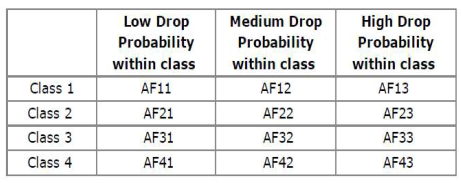 Low Drop Medium Drop High Drop
Probability Probability Probability
within class within class within class
Class 1 AF11 AF12 AF13
Class 2 AF21 AF22 AF23
Class 3 AF31 AF32 AF33
Class 4 AF41 AF42 AF43